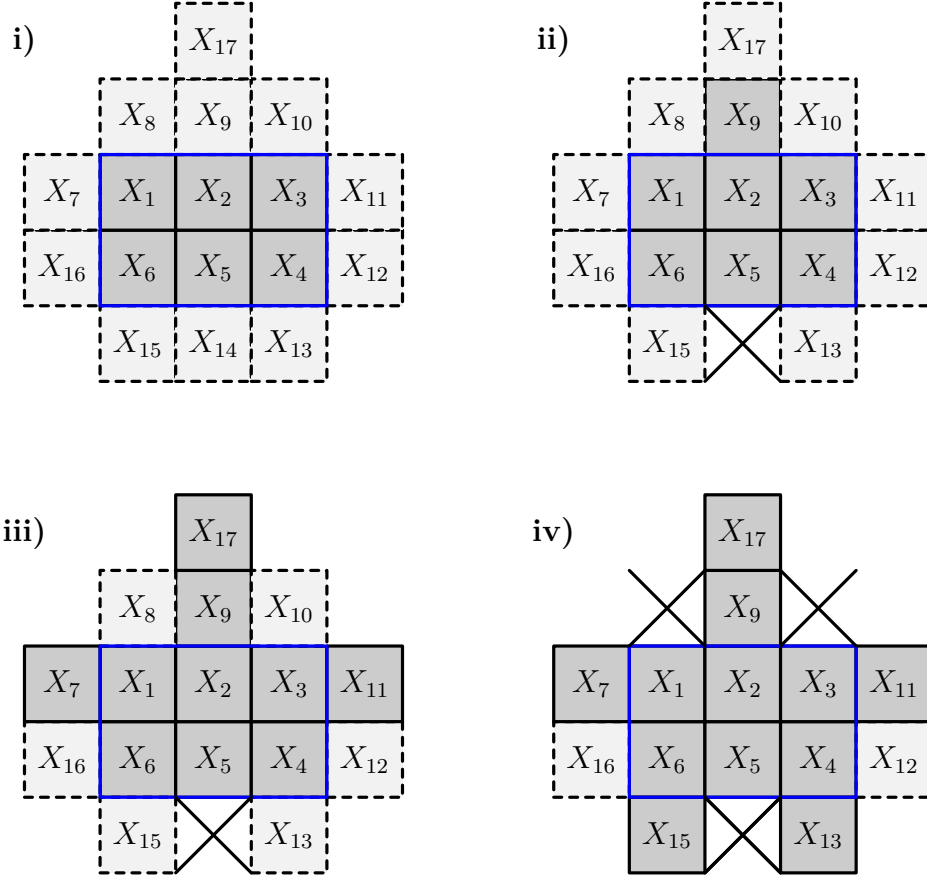 i)
X₁₇
X₈ X₉ X₁₀
X₇ X₁ X₂ X₃ X₁₁
X₁₆ X₆ X₅ X₄ X₁₂
X₁₅ X₁₄ X₁₃
ii)
X₁₇
X₈ X₉ X₁₀
X₇ X₁ X₂ X₃ X₁₁
X₁₆ X₆ X₅ X₄ X₁₂
X₁₅ X₁₃
iii)
X₁₇
X₈ X₉ X₁₀
X₇ X₁ X₂ X₃ X₁₁
X₁₆ X₆ X₅ X₄ X₁₂
X₁₅ X₁₃
iv)
X₁₇
X₉
X₇ X₁ X₂ X₃ X₁₁
X₁₆ X₆ X₅ X₄ X₁₂
X₁₅ X₁₃